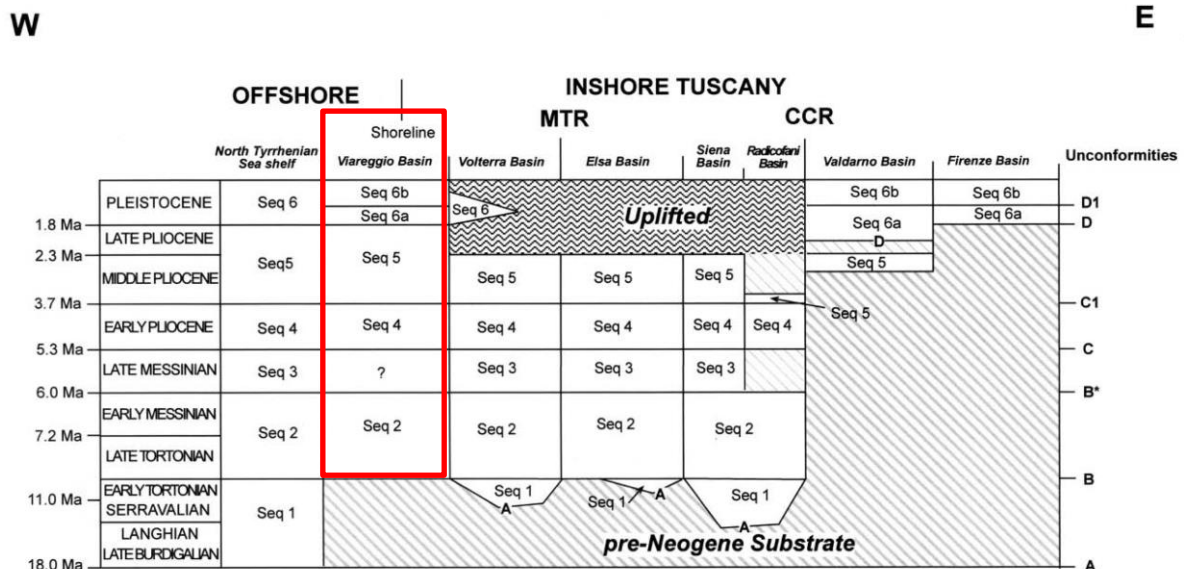 W
E
OFFSHORE
INSHORE TUSCANY
Shoreline
MTR
CCR
North Tyrrhenian
Sea shelf
Viareggio Basin
Volterra Basin
Elsa Basin
Siena
Basin
Radicofani
Basin
Valdarno Basin
Firenze Basin
Unconformities
PLEISTOCENE
Seq 6
Seq 6b
Seq 6a
Seq 6
Uplifted
Seq 6b
Seq 6a
Seq 6b
Seq 6a
D1
1.8 Ma
D
LATE PLIOCENE
D
2.3 Ma
Seq5
Seq 5
MIDDLE PLIOCENE
Seq 5
Seq 5
Seq 5
Seq 5
3.7 Ma
Seq 5
C1
EARLY PLIOCENE
Seq 4
Seq 4
Seq 4
Seq 4
Seq 4
Seq 4
5.3 Ma
C
LATE MESSINIAN
Seq 3
?
Seq 3
Seq 3
Seq 3
6.0 Ma
B*
EARLY MESSINIAN
7.2 Ma
Seq 2
Seq 2
Seq 2
Seq 2
Seq 2
LATE TORTONIAN
B
EARLY TORTONIAN
SERRAVALIAN
11.0 Ma
Seq 1
Seq 1
A
Seq 1
A
Seq 1
A
LANGHIAN
LATE BURDIGALIAN
pre-Neogene Substrate
18.0 Ma
A